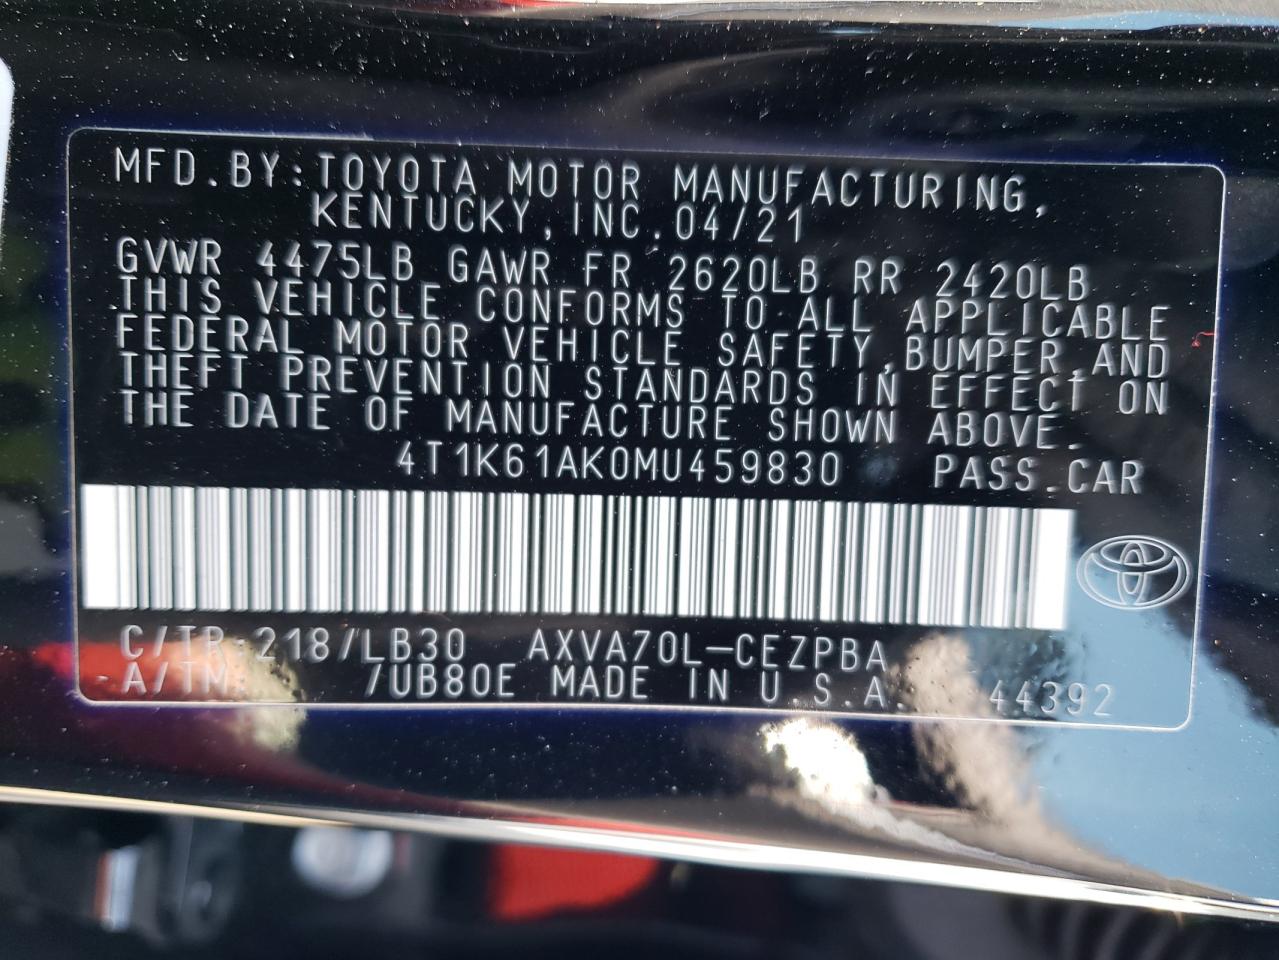 MFD.BY:TOYOTA MOTOR MANUFACTURING,
KENTUCKY,INC.04/21
GVWR 4475LB GAWR FR 2620LB RR 2420LB
THIS VEHICLE CONFORMS TO ALL APPLICABLE
FEDERAL MOTOR VEHICLE SAFETY,BUMPER,AND
THEFT PREVENTION STANDARDS IN EFFECT ON
THE DATE OF MANUFACTURE SHOWN ABOVE.
4T1K61AK0MU459830 PASS.CAR
C/TR:218/LB30 AXVA70L-CEZPBA
A/TM: /UB80E MADE IN U.S.A. 44392